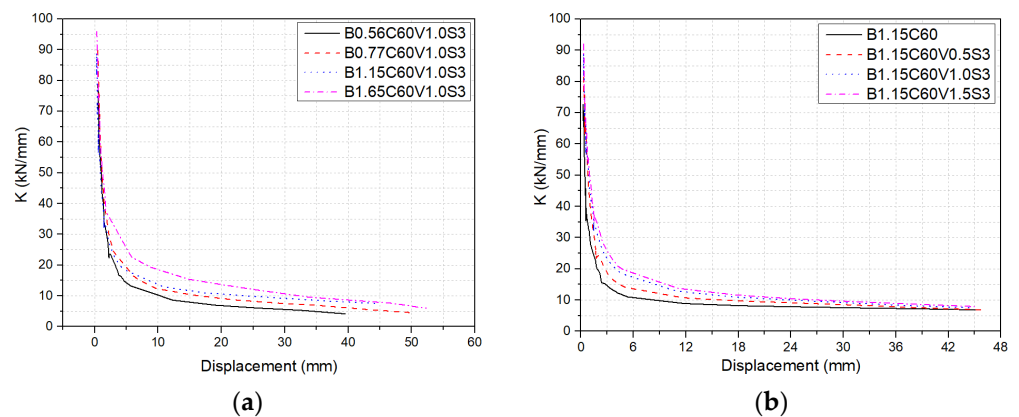 (a)
B0.56C60V1.0S3
B0.77C60V1.0S3
B1.15C60V1.0S3
B1.65C60V1.0S3
K (kN/mm)
100
90
80
70
60
50
40
30
20
10
0
0 10 20 30 40 50 60
Displacement (mm)
(a)
B1.15C60
B1.15C60V0.5S3
B1.15C60V1.0S3
B1.15C60V1.5S3
K (kN/mm)
100
90
80
70
60
50
40
30
20
10
0
0 6 12 18 24 30 36 42 48
Displacement (mm)
(b)